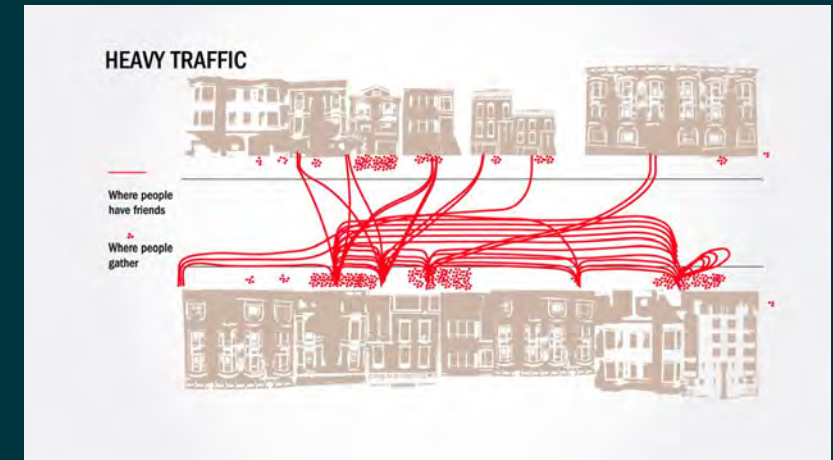 HEAVY TRAFFIC
Where people
have friends
Where people
gather